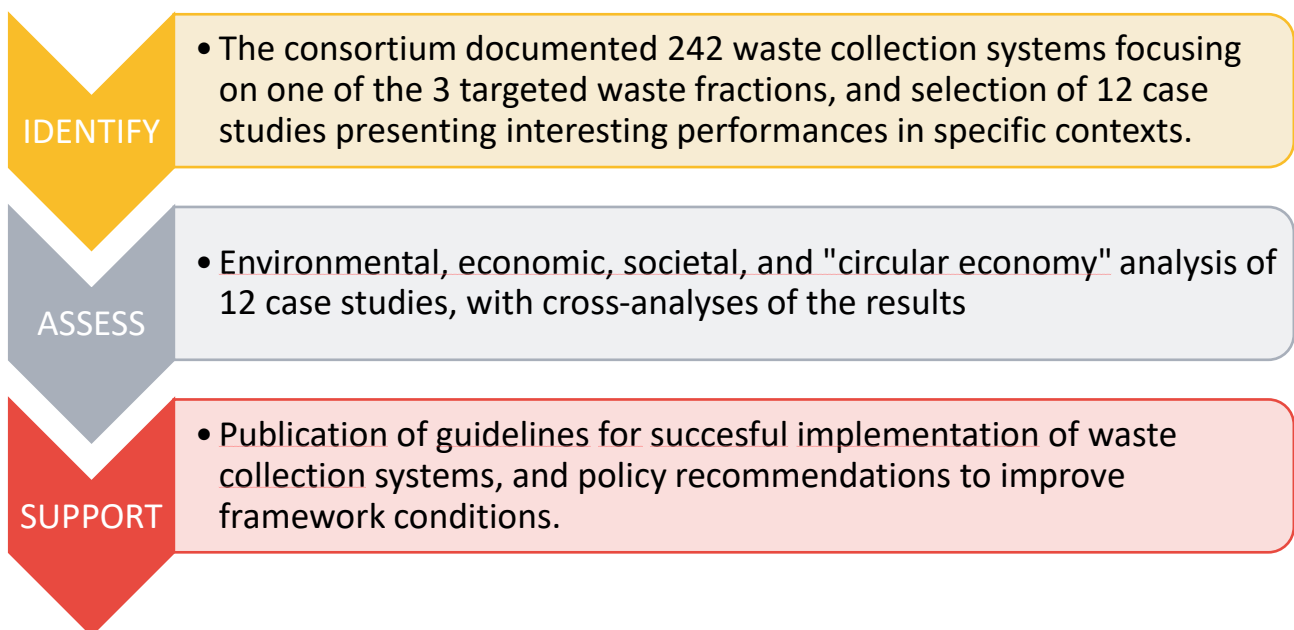 IDENTIFY
• The consortium documented 242 waste collection systems focusing
on one of the 3 targeted waste fractions, and selection of 12 case
studies presenting interesting performances in specific contexts.
ASSESS
• Environmental, economic, societal, and "circular economy" analysis of
12 case studies, with cross-analyses of the results
SUPPORT
• Publication of guidelines for succesful implementation of waste
collection systems, and policy recommendations to improve
framework conditions.